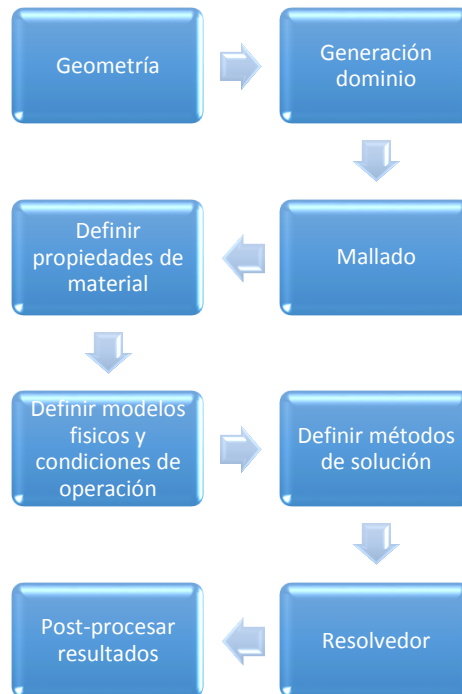 Geometría
Generación
dominio
Mallado
Definir
propiedades de
material
Definir modelos
fisicos y
condiciones de
operación
Definir métodos
de solución
Resolvedor
Post-procesar
resultados